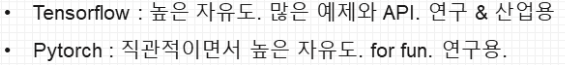 • Tensorflow : 높은 자유도. 많은 예제와 API. 연구 & 산업용
• Pytorch : 직관적이면서 높은 자유도. for fun. 연구용.